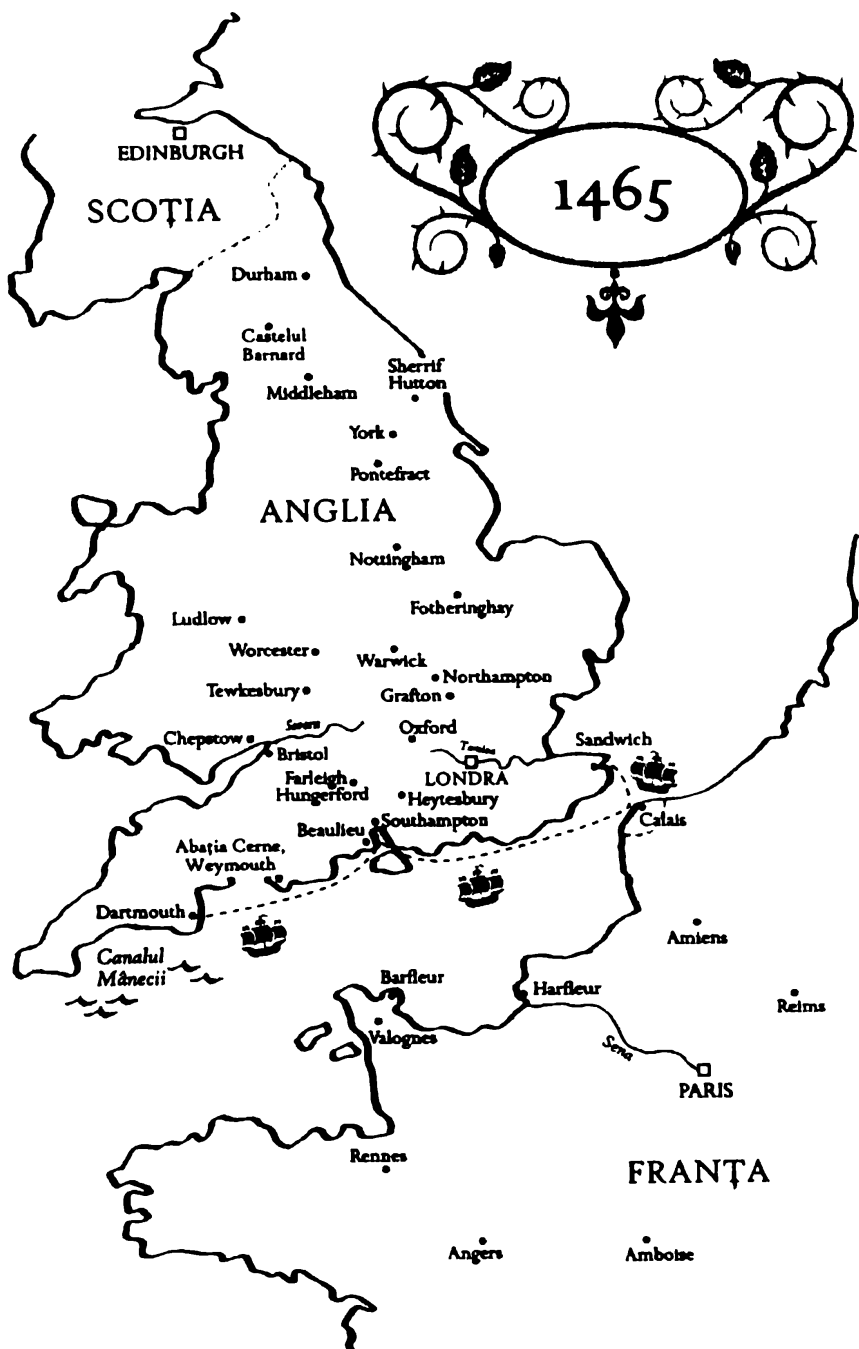 1465
EDINBURGH
SCOȚIA
Durham
Castelul
Barnard
Sherrif
Hutton
Middleham
York
Pontefract
ANGLIA
Nottingham
Fotheringhay
Ludlow
Worcester
Warwick
Northampton
Tewkesbury
Grafton
Severn
Chepstow
Oxford
Bristol
Tamisa
Sandwich
LONDRA
Farleigh
Hungerford
Heytesbury
Southampton
Calais
Beaulieu
Abația Cerne,
Weymouth
Dartmouth
Amiens
Canalul
Mânecii
Barfleur
Harfleur
Reims
Valognes
Sena
PARIS
Rennes
FRANȚA
Angers
Amboise